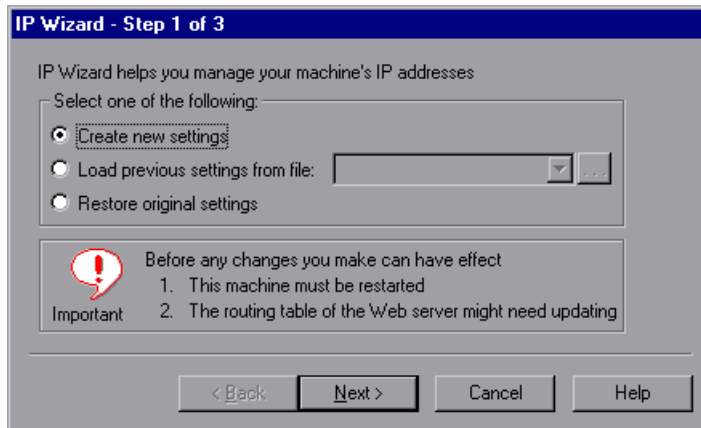 IP Wizard - Step 1 of 3
IP Wizard helps you manage your machine's IP addresses
Select one of the following:
Create new settings
Load previous settings from file:
...
Restore original settings
Before any changes you make can have effect
1. This machine must be restarted
Important
2. The routing table of the Web server might need updating
< Back
Next >
Cancel
Help